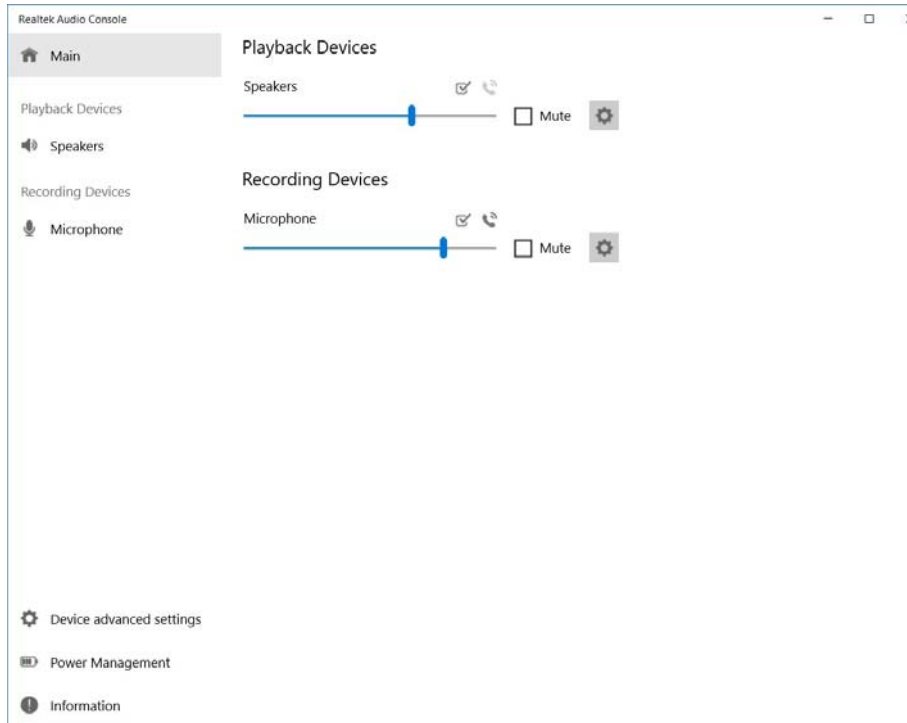 Realtek Audio Console
Main
Playback Devices
Speakers
Recording Devices
Microphone
Device advanced settings
Power Management
Information
Playback Devices
Speakers
Mute
Recording Devices
Microphone
Mute